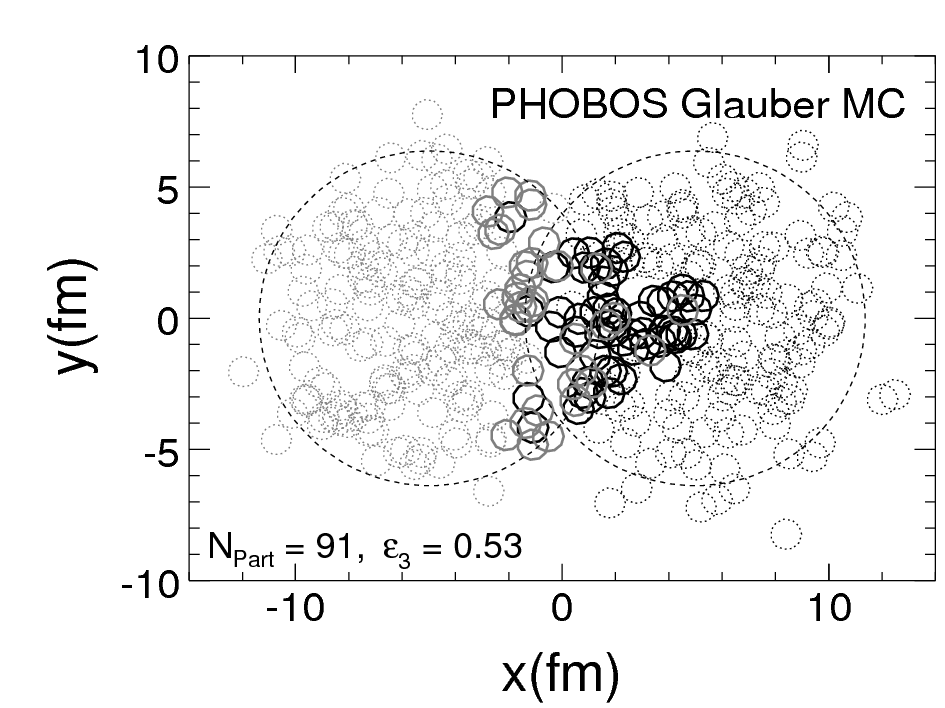 PHOBOS Glauber MC
10
5
0
-5
-10
y(fm)
N_Part = 91, ε_3 = 0.53
-10 0 10
x(fm)